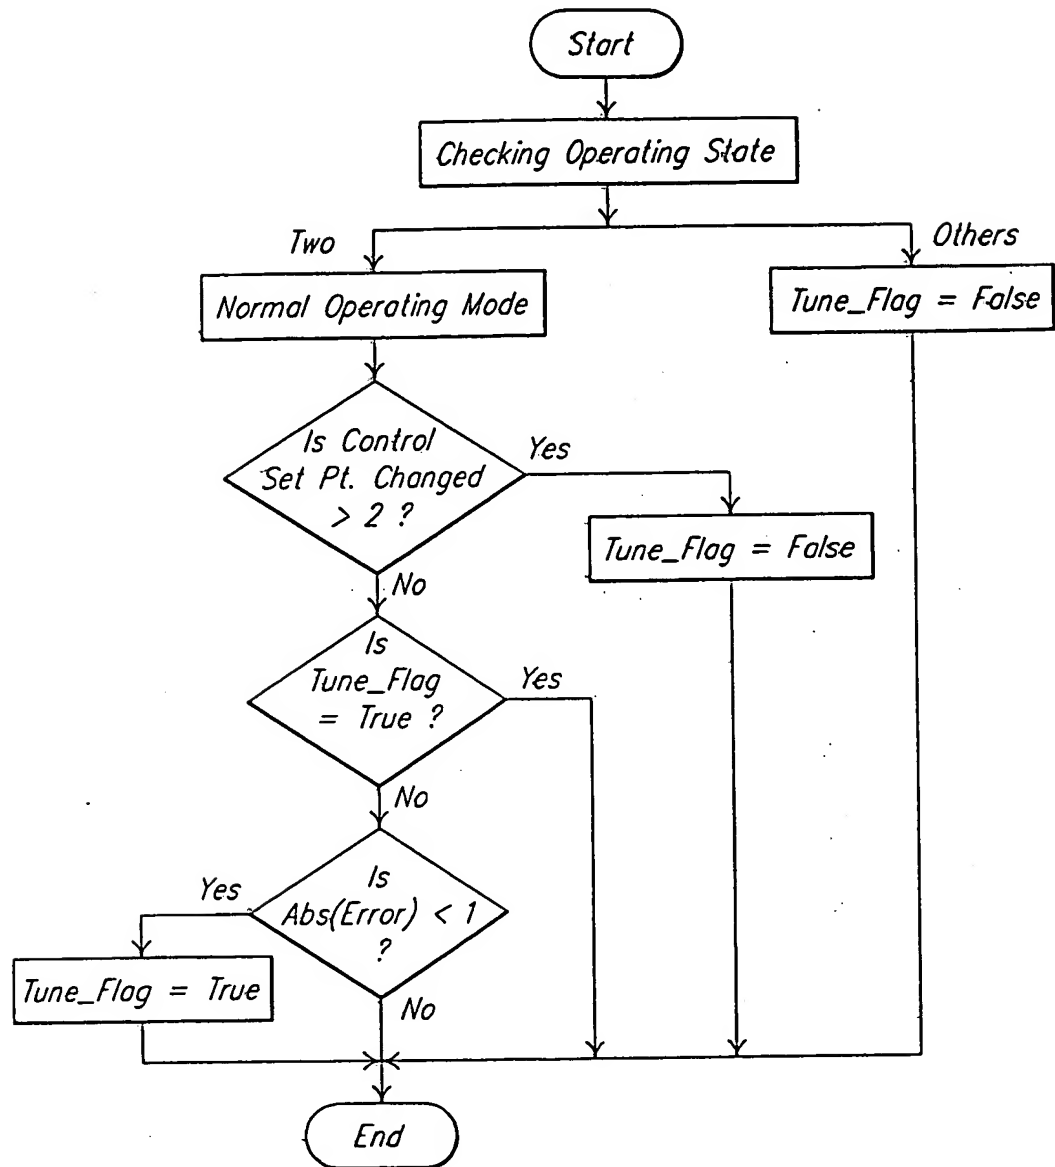 Start
Checking Operating State
Two
Others
Normal Operating Mode
Tune_Flag = False
Is Control
Set Pt. Changed
> 2 ?
Yes
Tune_Flag = False
No
Is
Tune_Flag
= True ?
Yes
No
Is
Abs(Error) < 1
?
Yes
Tune_Flag = True
No
End